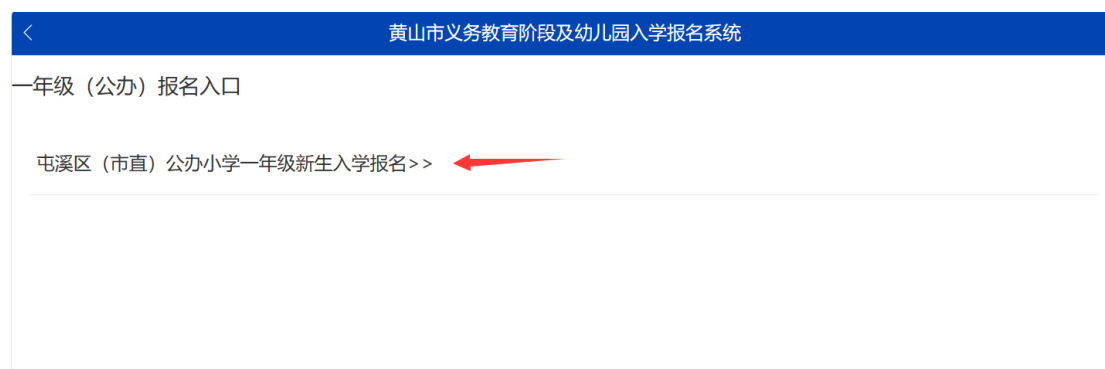 黄山市义务教育阶段及幼儿园入学报名系统
一年级（公办）报名入口
屯溪区（市直）公办小学一年级新生入学报名>>